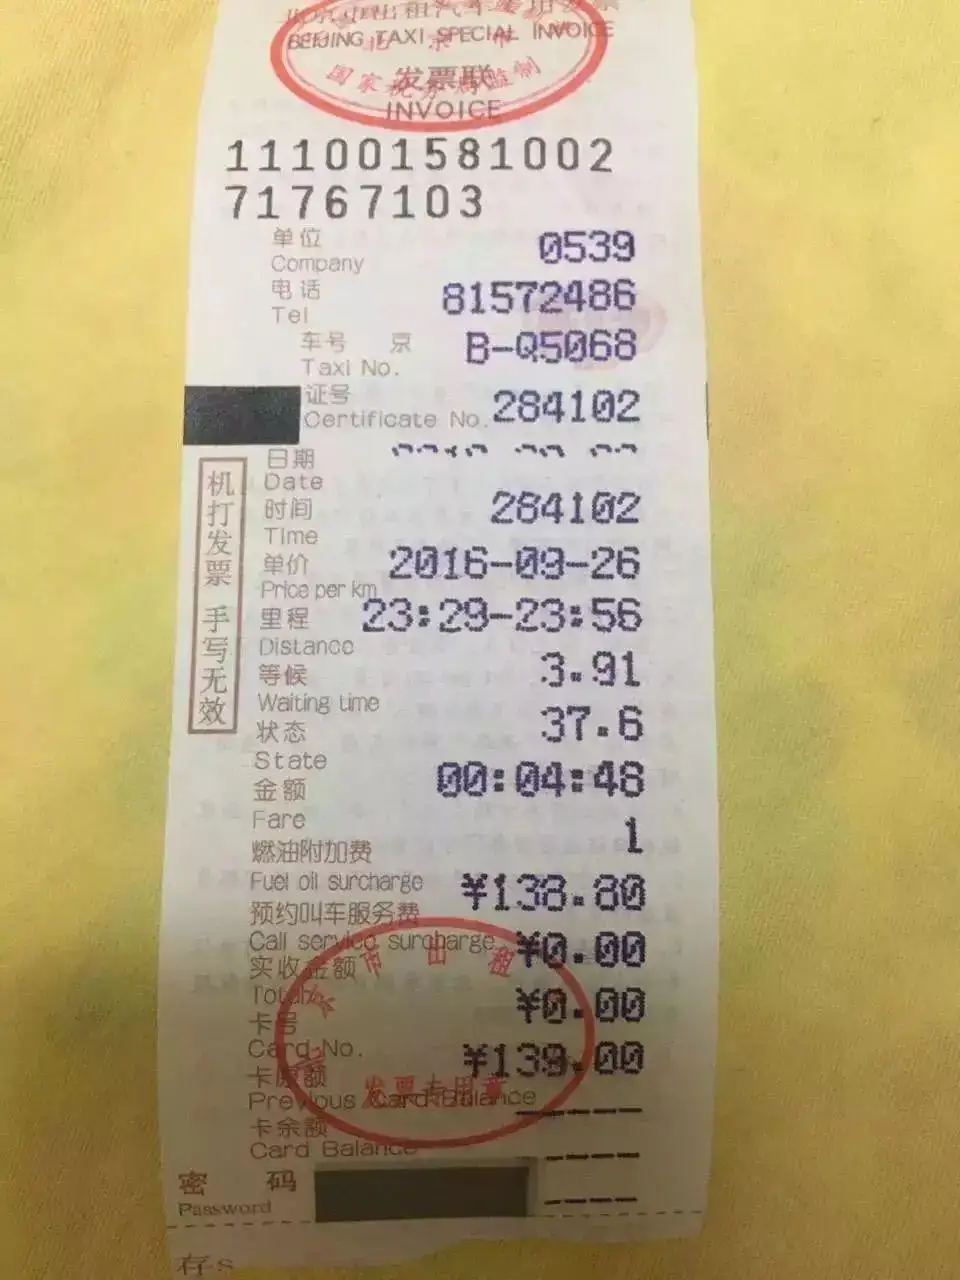 北京市出租汽车专用发票
BEIJING TAXI SPECIAL INVOICE
国家税务局监制
发票联
INVOICE
111001581002
71767103
单位 0539
Company
电话 81572486
Tel
车号 京 B-Q5068
Taxi No.
证号 284102
Certificate No.
日期
Date
时间 284102
Time
单价 2016-09-26
Price per km
里程 23:29-23:56
Distance
等候 3.91
Waiting time
状态 37.6
State
金额 00:04:48
Fare
燃油附加费 1
Fuel oil surcharge ¥138.80
预约叫车服务费
Call service surcharge ¥0.00
实收金额
Total ¥0.00
卡号
Card No. ¥139.00
卡原额
Previous Card Balance
-----
卡余额
Card Balance
----
密 码
Password
----
机打发票 手写无效
京市出租
发票专用章
存 S